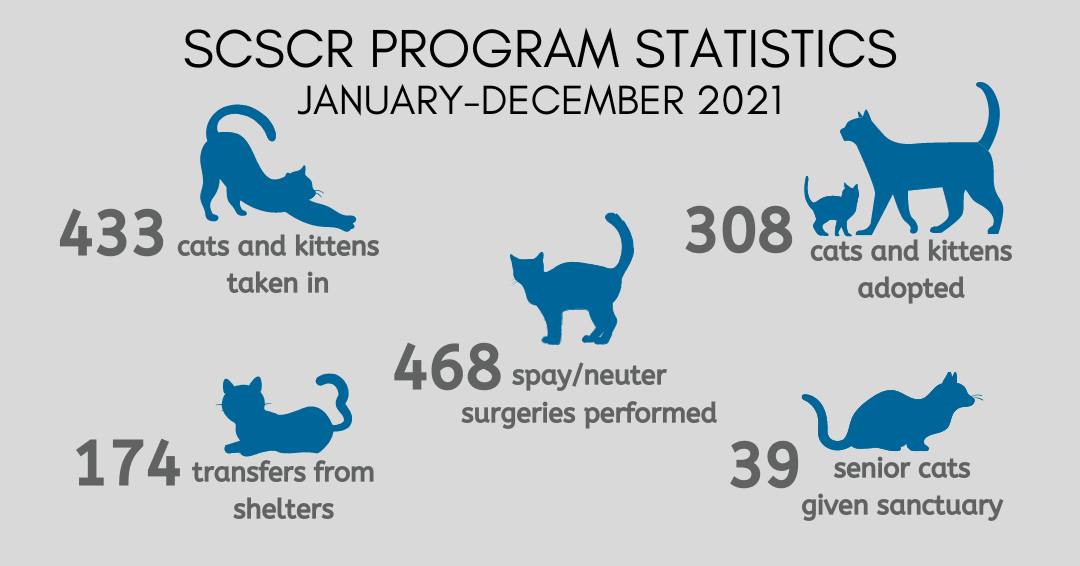 SCSCR PROGRAM STATISTICS
JANUARY-DECEMBER 2021
433 cats and kittens
taken in
308 cats and kittens
adopted
468 spay/neuter
surgeries performed
174 transfers from
shelters
39 senior cats
given sanctuary